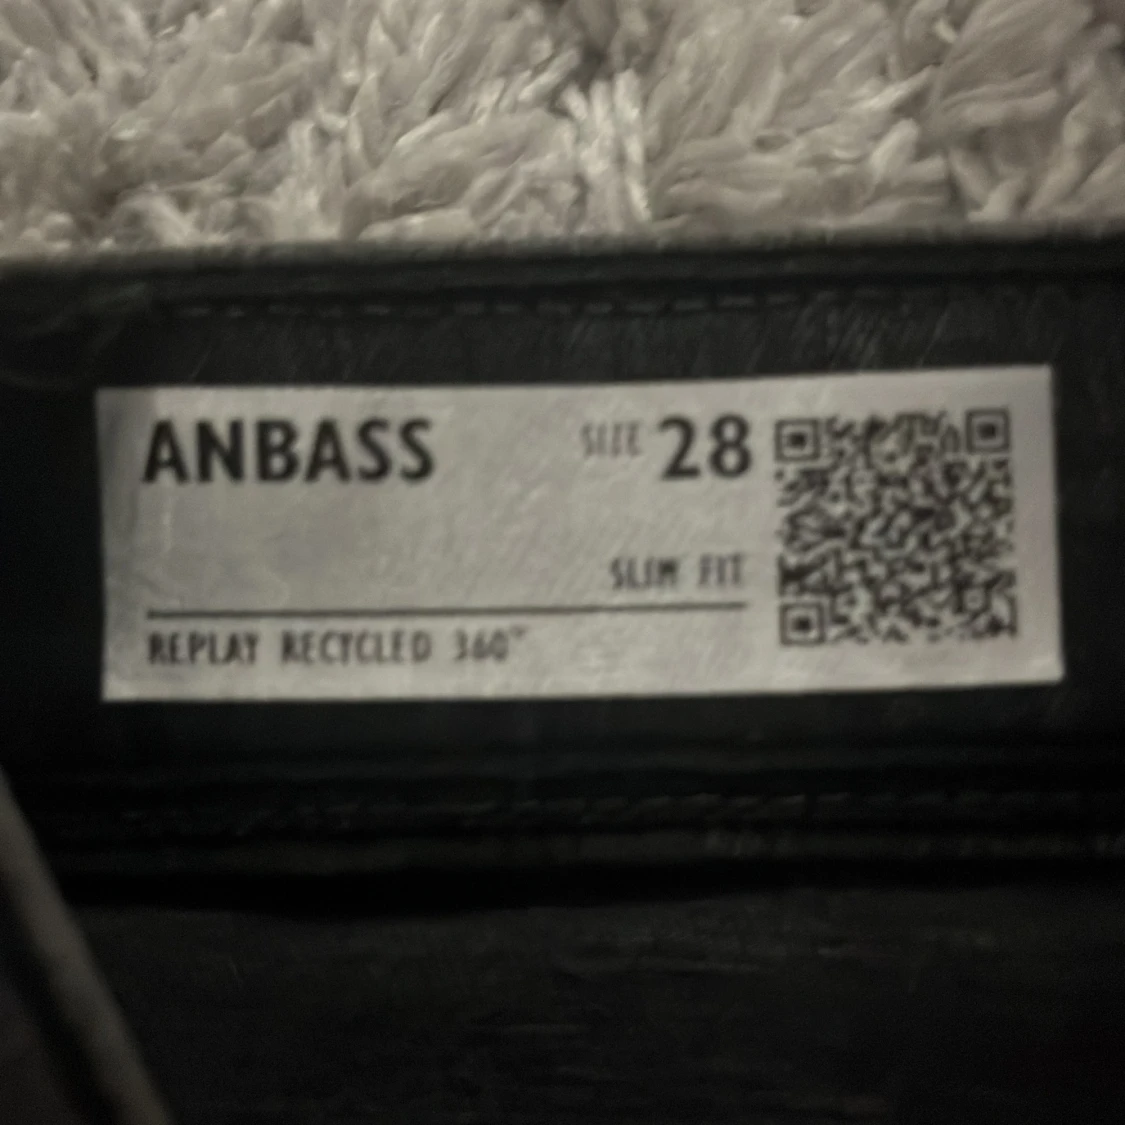 ANBASS
SIZE 28
SLIM FIT
REPLAY RECYCLED 360°